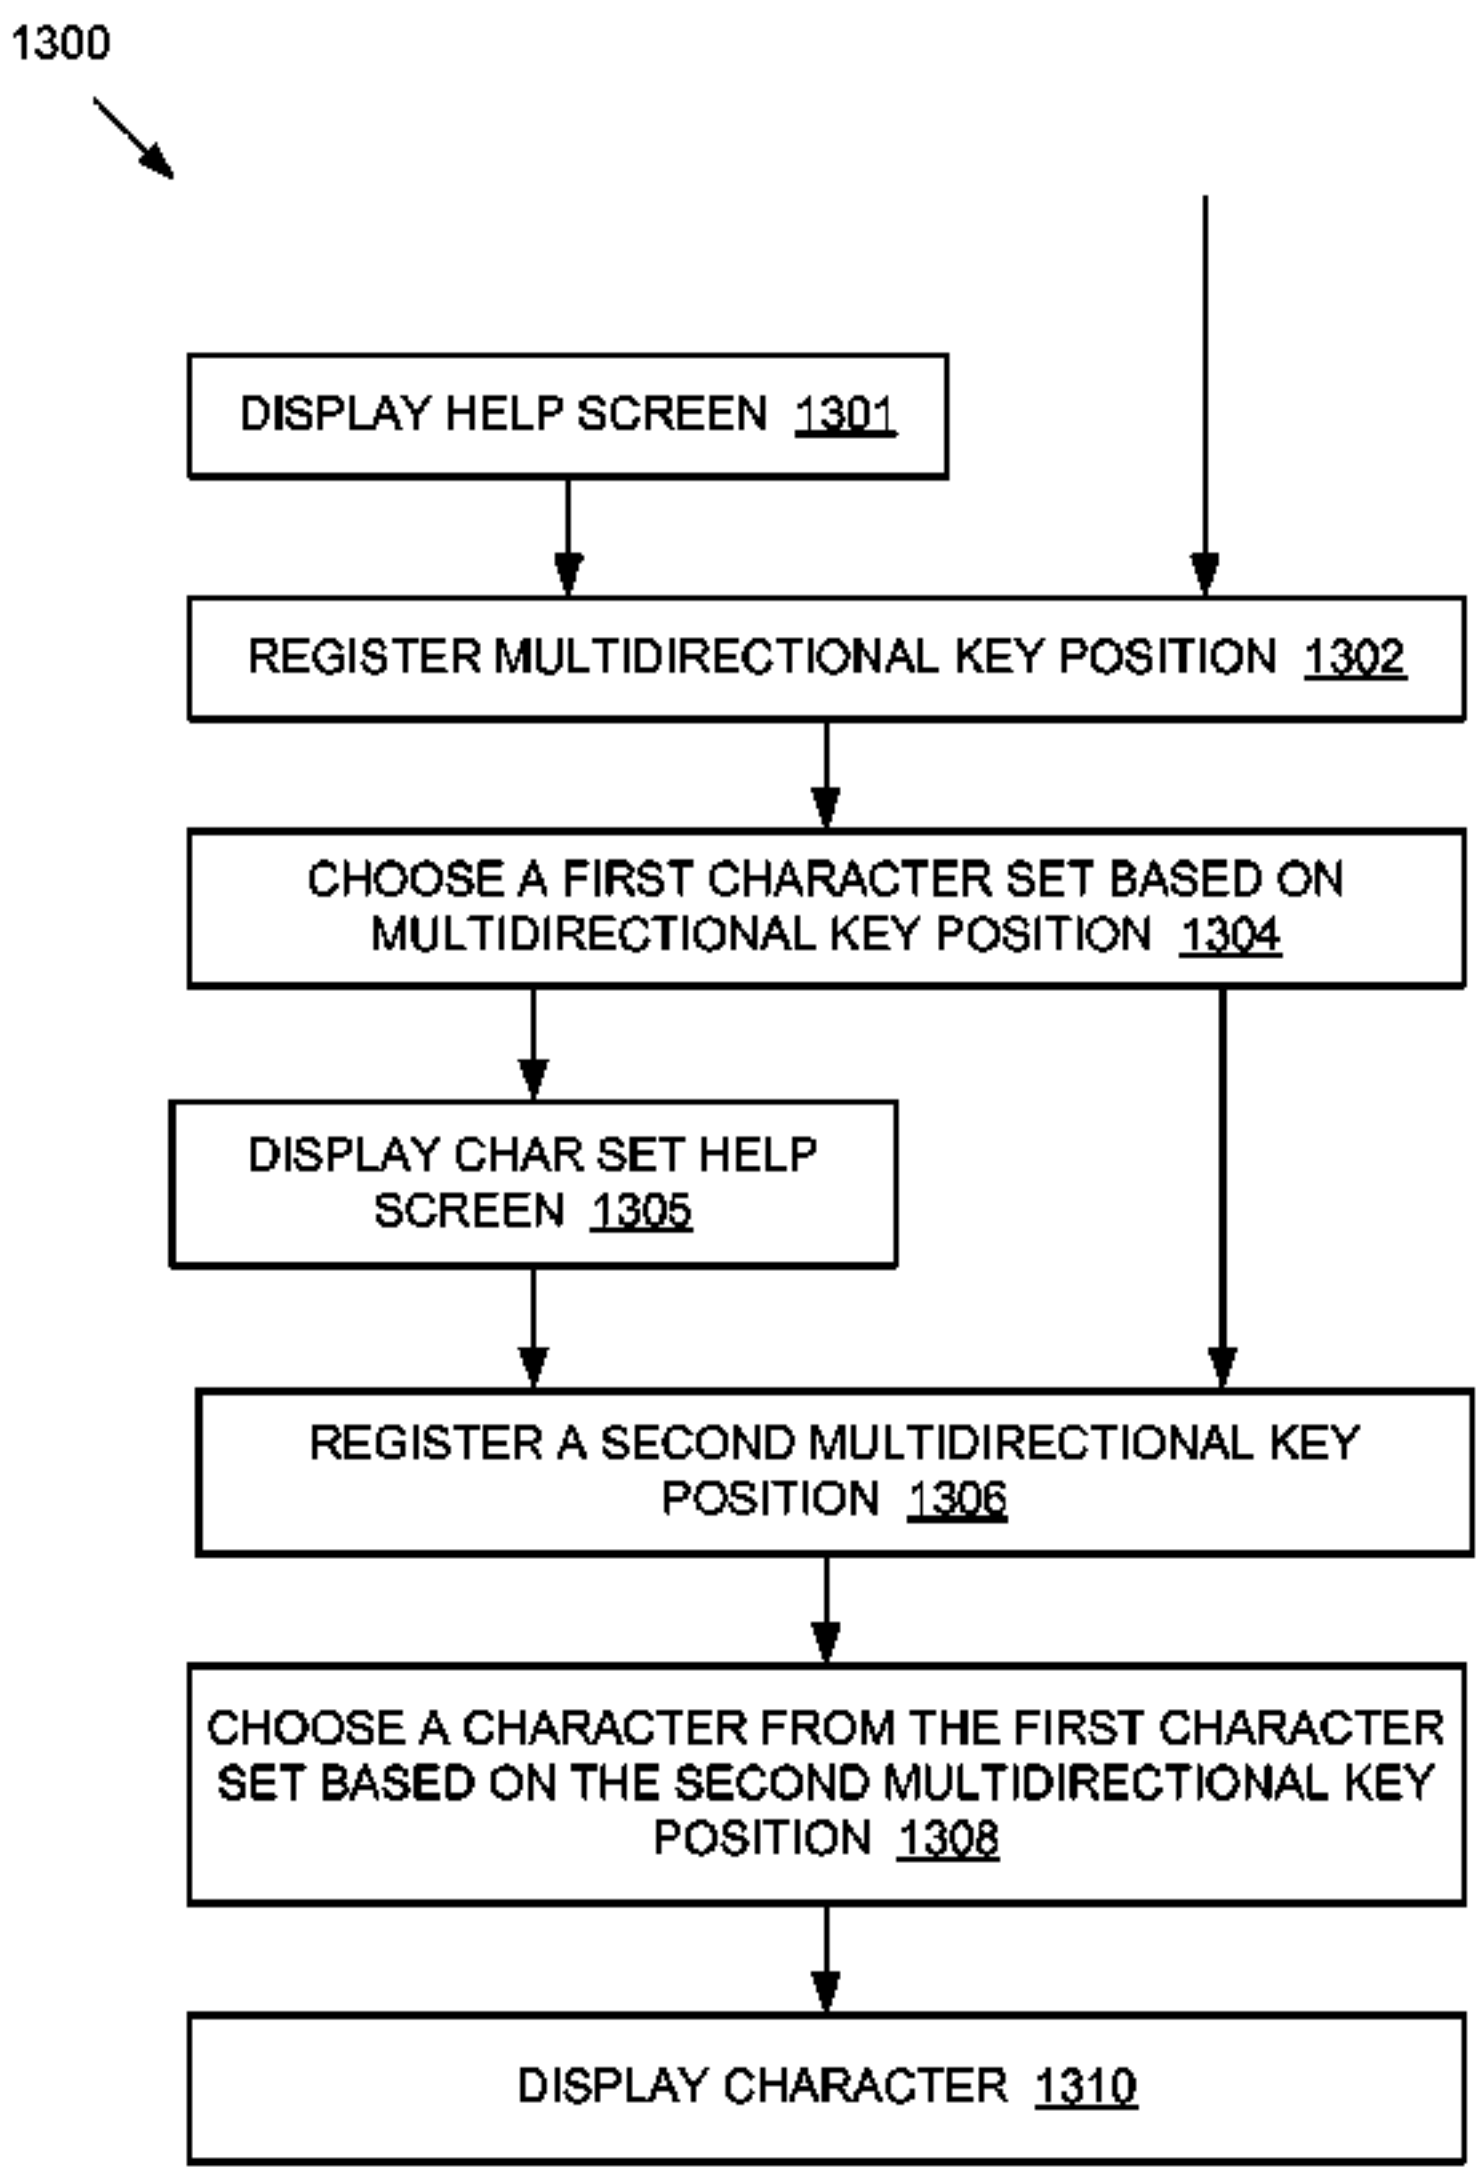 1300
DISPLAY HELP SCREEN 1301
REGISTER MULTIDIRECTIONAL KEY POSITION 1302
CHOOSE A FIRST CHARACTER SET BASED ON
MULTIDIRECTIONAL KEY POSITION 1304
DISPLAY CHAR SET HELP
SCREEN 1305
REGISTER A SECOND MULTIDIRECTIONAL KEY
POSITION 1306
CHOOSE A CHARACTER FROM THE FIRST CHARACTER
SET BASED ON THE SECOND MULTIDIRECTIONAL KEY
POSITION 1308
DISPLAY CHARACTER 1310